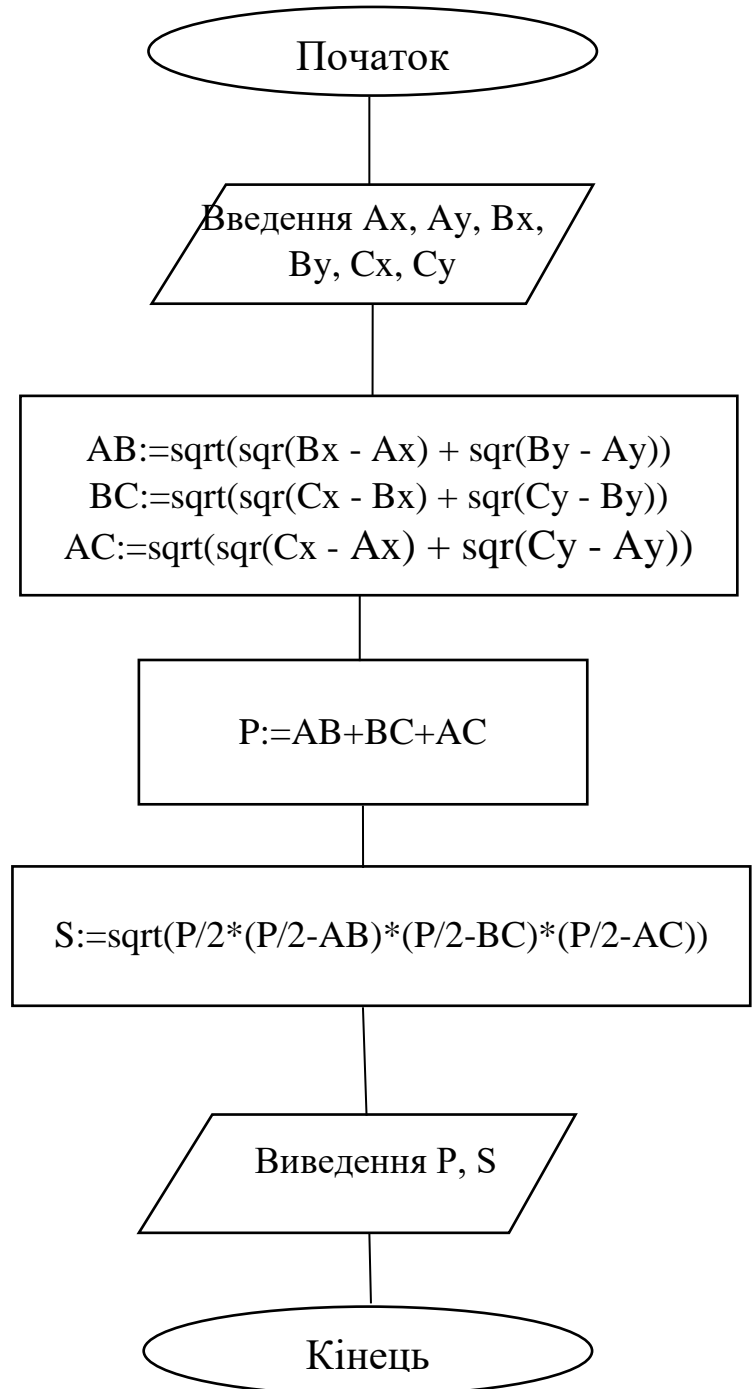 Початок
Введення Ax, Ay, Bx,
By, Cx, Cy
AB:=sqrt(sqr(Bx - Ax) + sqr(By - Ay))
BC:=sqrt(sqr(Cx - Bx) + sqr(Cy - By))
AC:=sqrt(sqr(Cx - Ax) + sqr(Cy - Ay))
P:=AB+BC+AC
S:=sqrt(P/2*(P/2-AB)*(P/2-BC)*(P/2-AC))
Виведення P, S
Кінець